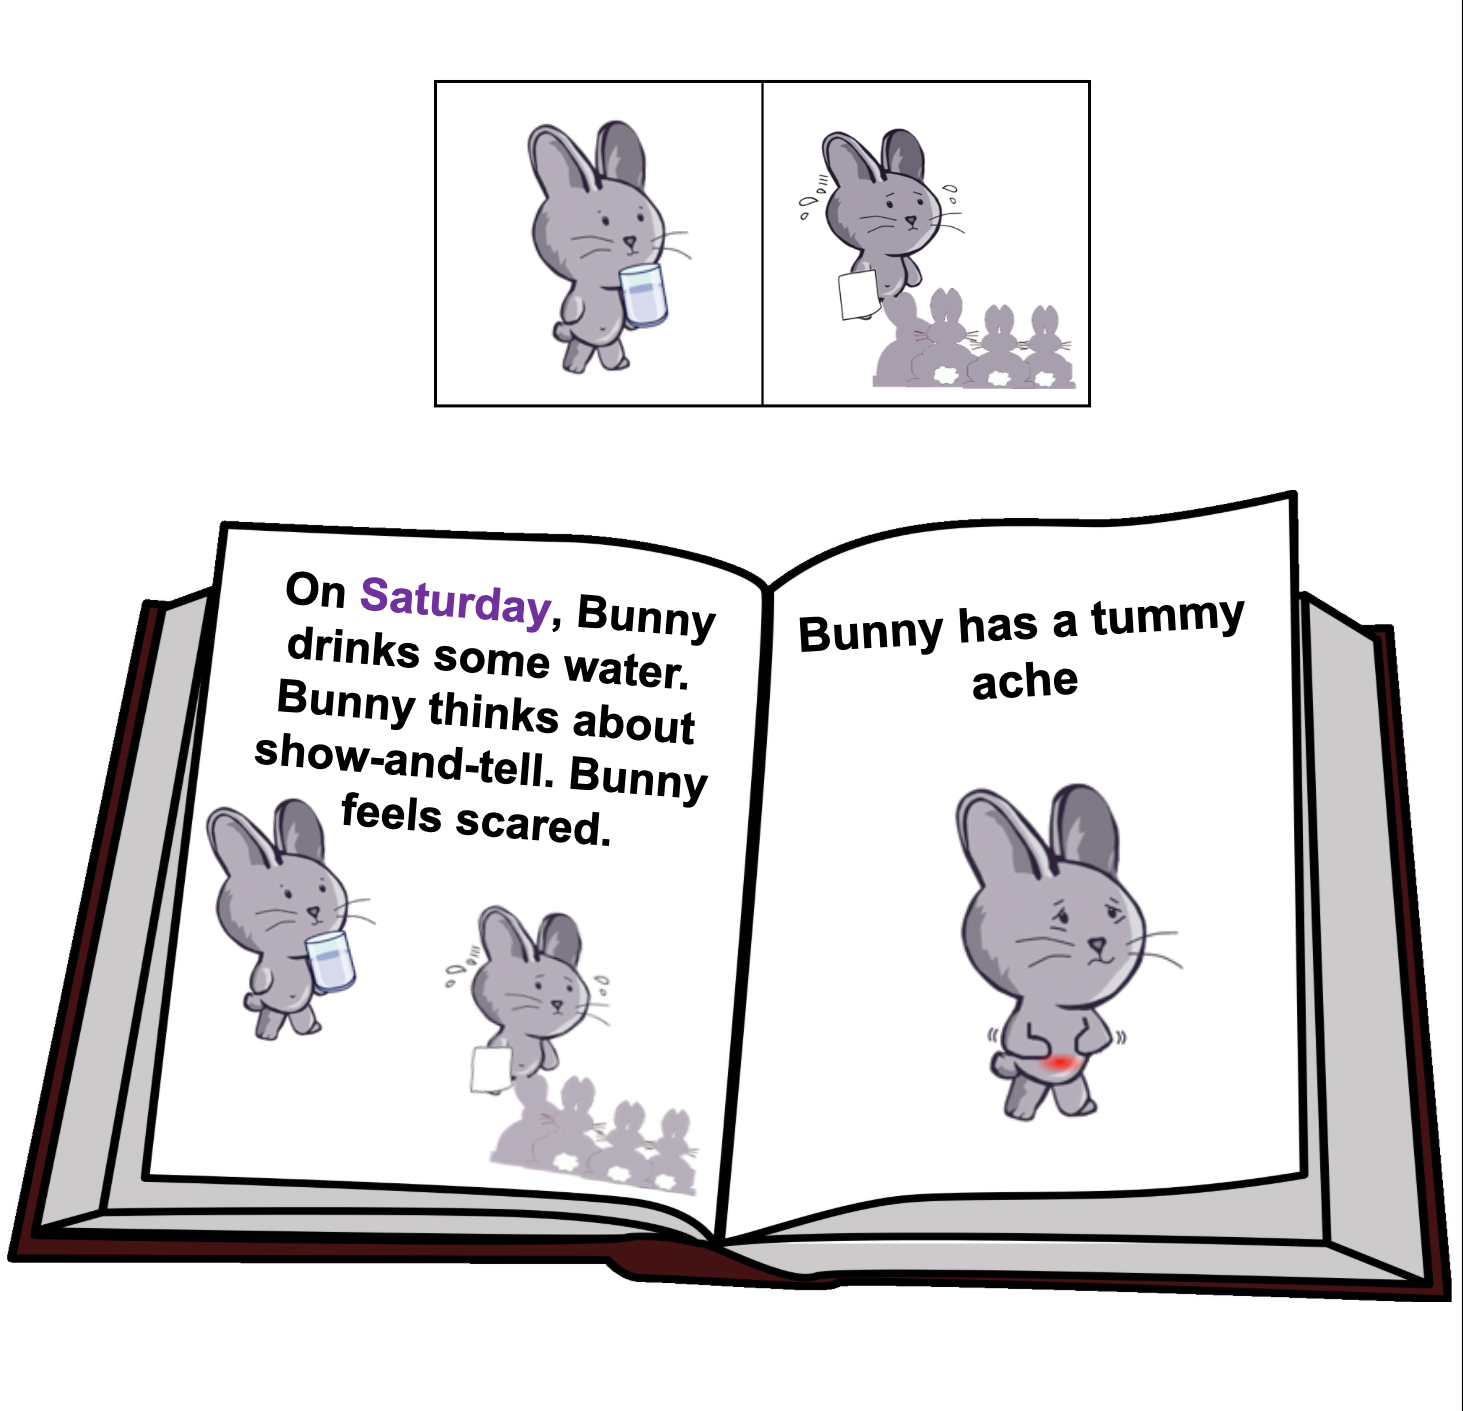 On Saturday, Bunny
drinks some water.
Bunny thinks about
show-and-tell. Bunny
feels scared.
Bunny has a tummy
ache